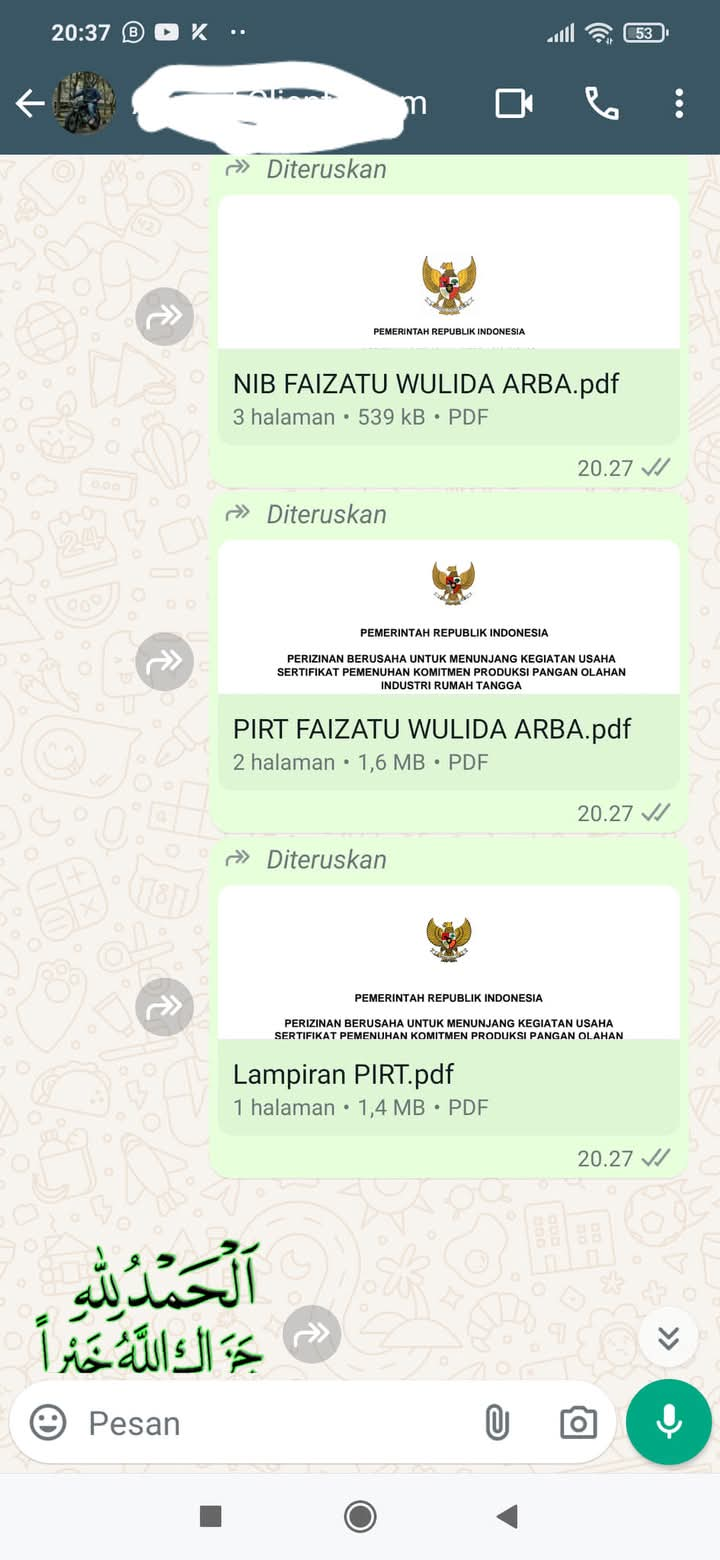 20:37
53
m
Diteruskan
PEMERINTAH REPUBLIK INDONESIA
NIB FAIZATU WULIDA ARBA.pdf
3 halaman • 539 kB • PDF
20.27
Diteruskan
PEMERINTAH REPUBLIK INDONESIA
PERIZINAN BERUSAHA UNTUK MENUNJANG KEGIATAN USAHA
SERTIFIKAT PEMENUHAN KOMITMEN PRODUKSI PANGAN OLAHAN
INDUSTRI RUMAH TANGGA
PIRT FAIZATU WULIDA ARBA.pdf
2 halaman • 1,6 MB • PDF
20.27
Diteruskan
PEMERINTAH REPUBLIK INDONESIA
PERIZINAN BERUSAHA UNTUK MENUNJANG KEGIATAN USAHA
SERTIFIKAT PEMENUHAN KOMITMEN PRODUKSI PANGAN OLAHAN
Lampiran PIRT.pdf
1 halaman • 1,4 MB • PDF
20.27
اَلْحَمْدُلِلّٰهِ
جَزَاكَ اللّٰهُ خَيْراً
Pesan